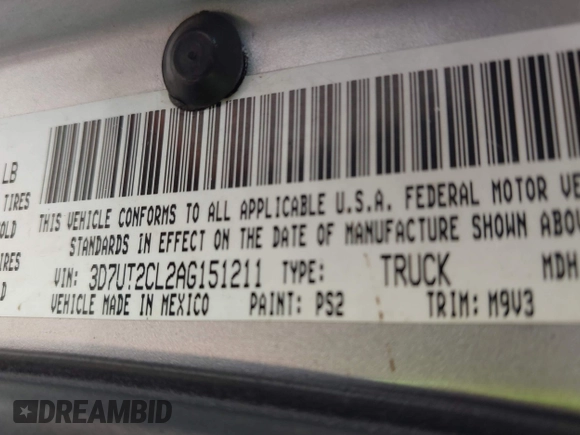 LB
TIRES
OLD
IRES
D
THIS VEHICLE CONFORMS TO ALL APPLICABLE U.S.A. FEDERAL MOTOR VE
STANDARDS IN EFFECT ON THE DATE OF MANUFACTURE SHOWN ABOV
VIN: 3D7UT2CL2AG151211 TYPE: TRUCK MDH
VEHICLE MADE IN MEXICO PAINT: PS2 TRIM: M9V3
DREAMBID